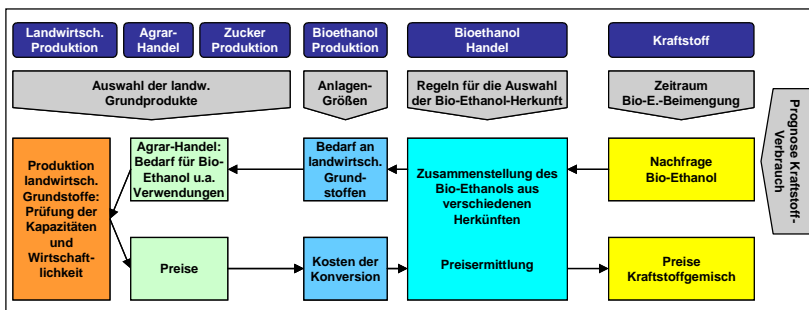 Landwirtsch.
Produktion
Agrar-
Handel
Zucker
Produktion
Bioethanol
Produktion
Bioethanol
Handel
Kraftstoff
Auswahl der landw.
Grundprodukte
Anlagen-
Größen
Regeln für die Auswahl
der Bio-Ethanol-Herkunft
Zeitraum
Bio-E.-Beimengung
Prognose Kraftstoff-
Verbrauch
Produktion
landwirtsch.
Grundstoffe:
Prüfung der
Kapazitäten
und
Wirtschaft-
lichkeit
Agrar-Handel:
Bedarf für Bio-
Ethanol u.a.
Verwendungen
Bedarf an
landwirtsch.
Grund-
stoffen
Zusammenstellung des
Bio-Ethanols aus
verschiedenen
Herkünften
Nachfrage
Bio-Ethanol
Preise
Kosten der
Konversion
Preisermittlung
Preise
Kraftstoffgemisch